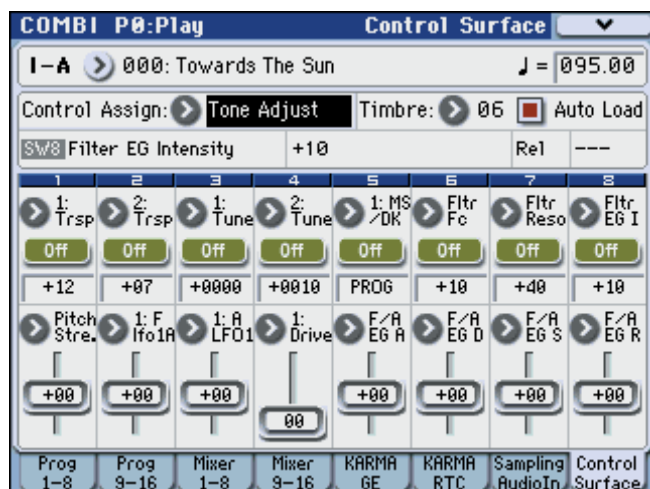 COMBI P0:Play Control Surface
I-A 000: Towards The Sun ♩= 095.00
Control Assign: Tone Adjust Timbre: 06 Auto Load
SW8 Filter EG Intensity +10 Rel ---
1 2 3 4 5 6 7 8
1: Trsp 2: Trsp 1: Tune 2: Tune 1: MS /DK Fltr Fc Fltr Reso Fltr EG I
Off Off Off Off Off Off Off Off
+12 +07 +0000 +0010 PROG +10 +40 +10
Pitch Stre. 1: F lfo1A 1: A LFO1 1: Drive F/A EG A F/A EG D F/A EG S F/A EG R
+00 +00 +00 00 +00 +00 +00 +00
Prog 1-8 Prog 9-16 Mixer 1-8 Mixer 9-16 KARMA GE KARMA RTC Sampling AudioIn Control Surface